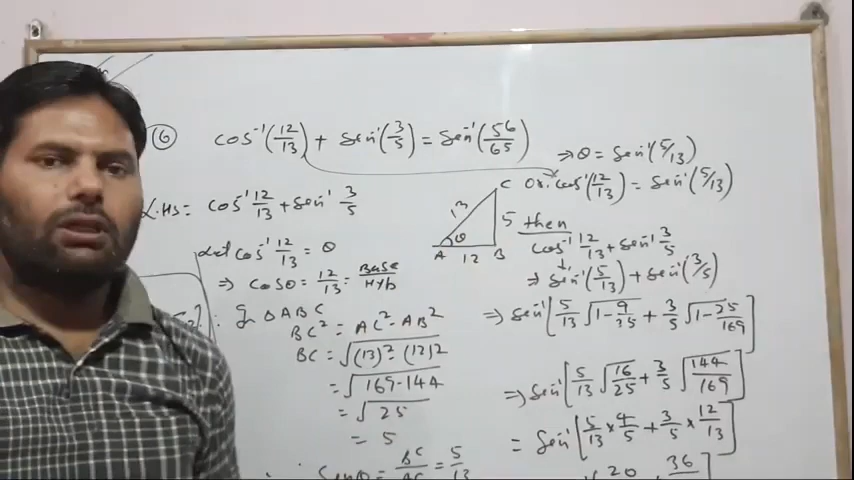 ⑥ cos⁻¹(12/13) + sin⁻¹(3/5) = sin⁻¹(56/65)
L.HS = cos⁻¹ 12/13 + sin⁻¹ 3/5
Let cos⁻¹ 12/13 = θ
⇒ cosθ = 12/13 = Base/Hyb
In △ABC
BC² = AC² - AB²
BC = √(13)² - (12)²
= √169-144
= √25
= 5
∴ Sinθ = BC/AC = 5/13
C
13
5
θ
A 12 B
⇒ θ = sin⁻¹(5/13)
Or cos⁻¹(12/13) = sin⁻¹(5/13)
then
cos⁻¹ 12/13 + sin⁻¹ 3/5
⇒ sin⁻¹(5/13) + sin⁻¹(3/5)
⇒ sin⁻¹[5/13 √1-9/25 + 3/5 √1-25/169]
⇒ sin⁻¹[5/13 √16/25 + 3/5 √144/169]
= sin⁻¹[5/13 × 4/5 + 3/5 × 12/13]
20 + 36